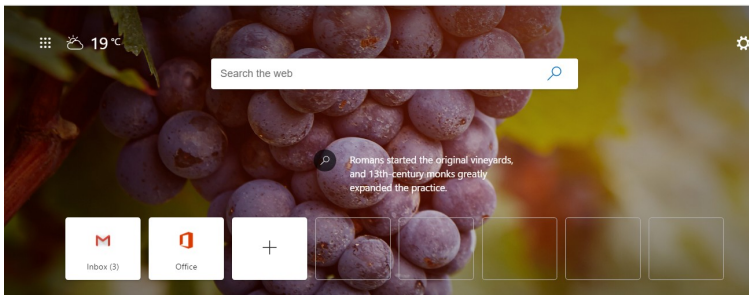 19 °C
Search the web
Romans started the original vineyards,
and 13th-century monks greatly
expanded the practice.
Inbox (3)
Office